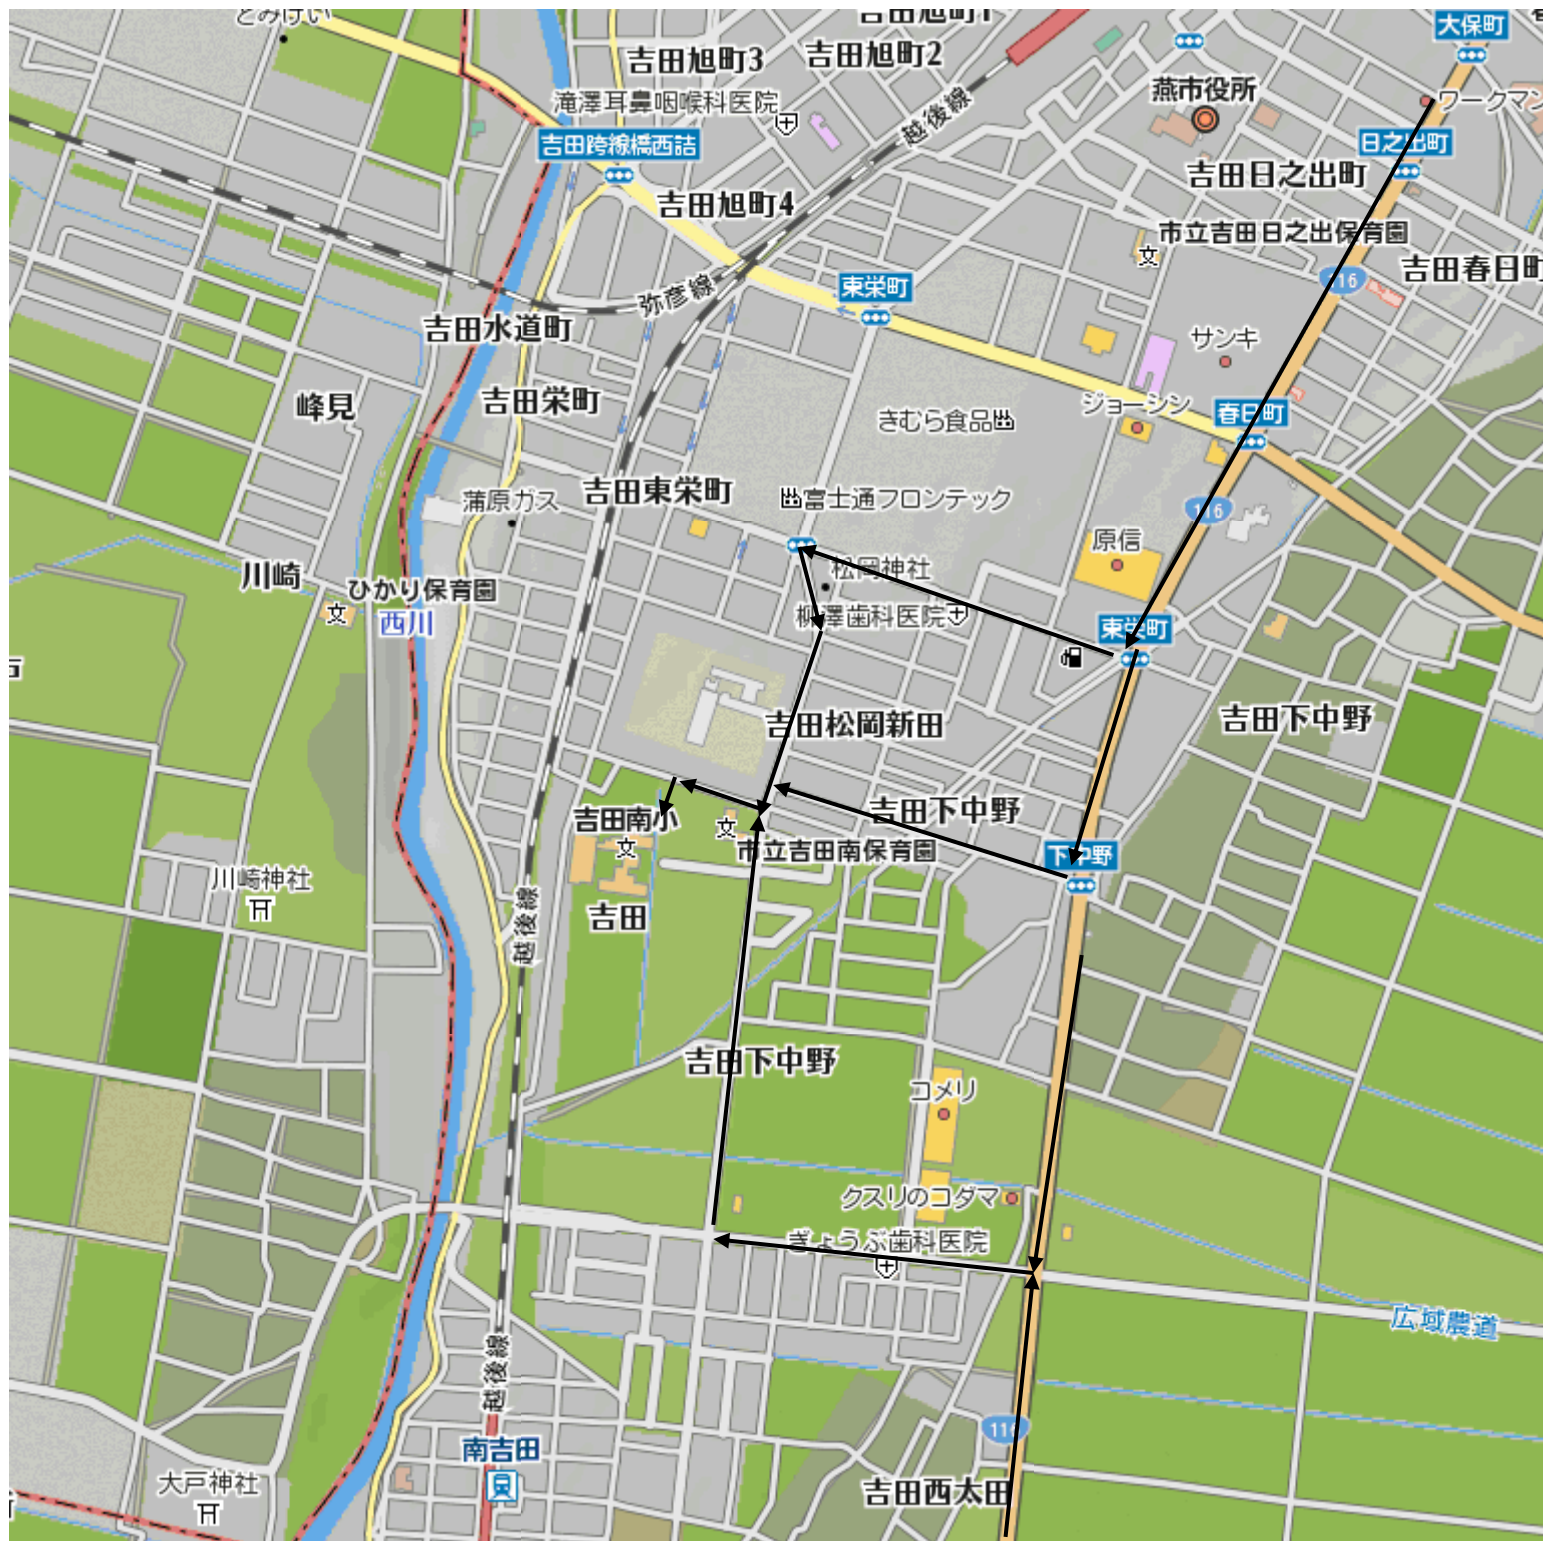 とみけい
吉田旭町1
大保町
吉田旭町3
吉田旭町2
燕市役所
滝澤耳鼻咽喉科医院
越後線
ワークマン
吉田跨線橋西詰
日之出町
吉田日之出町
吉田旭町4
市立吉田日之出保育園
吉田春日町
弥彦線
東栄町
116
吉田水道町
サンキ
峰見
吉田栄町
ジョーシン
春日町
きむら食品
吉田東栄町
蒲原ガス
富士通フロンテック
116
原信
川崎
松岡神社
ひかり保育園
西川
柳澤歯科医院
東栄町
吉田松岡新田
吉田下中野
吉田南小
吉田下中野
市立吉田南保育園
下中野
川崎神社
吉田
越後線
吉田下中野
コメリ
クスリのコダマ
ぎょうぶ歯科医院
広域農道
越後線
116
南吉田
大戸神社
吉田西太田